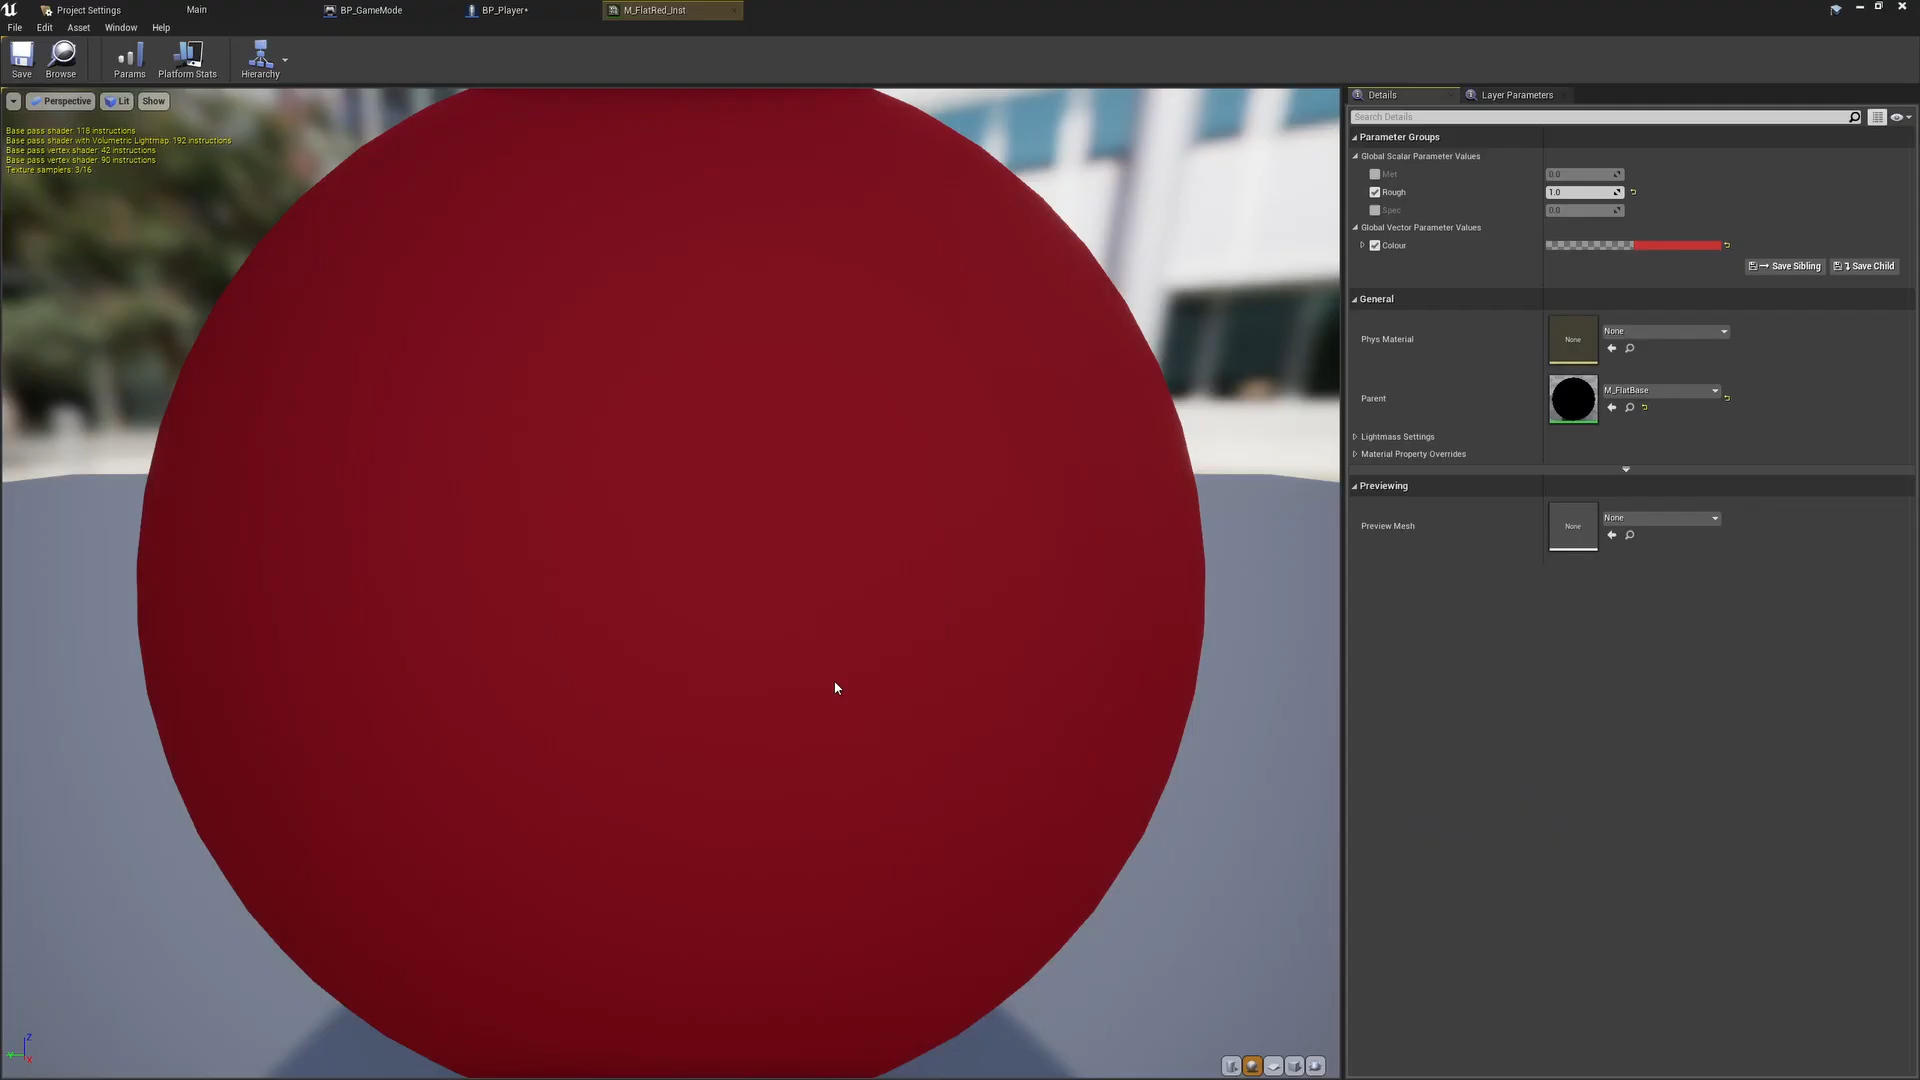 Project Settings
Main
BP_GameMode
BP_Player•
M_FlatRed_Inst
File Edit Asset Window Help
Save
Browse
Params
Platform Stats
Hierarchy
Perspective
Lit
Show
Base pass shader: 118 instructions
Base pass shader with Volumetric Lightmap: 192 instructions
Base pass vertex shader: 42 instructions
Base pass vertex shader: 90 instructions
Texture samplers: 3/16
Z
Y
X
Details
Layer Parameters
Search Details
Parameter Groups
Global Scalar Parameter Values
Met 0.0
Rough 1.0
Spec 0.0
Global Vector Parameter Values
Colour
Save Sibling
Save Child
General
Phys Material None None
Parent M_FlatBase
Lightmass Settings
Material Property Overrides
Previewing
Preview Mesh None None